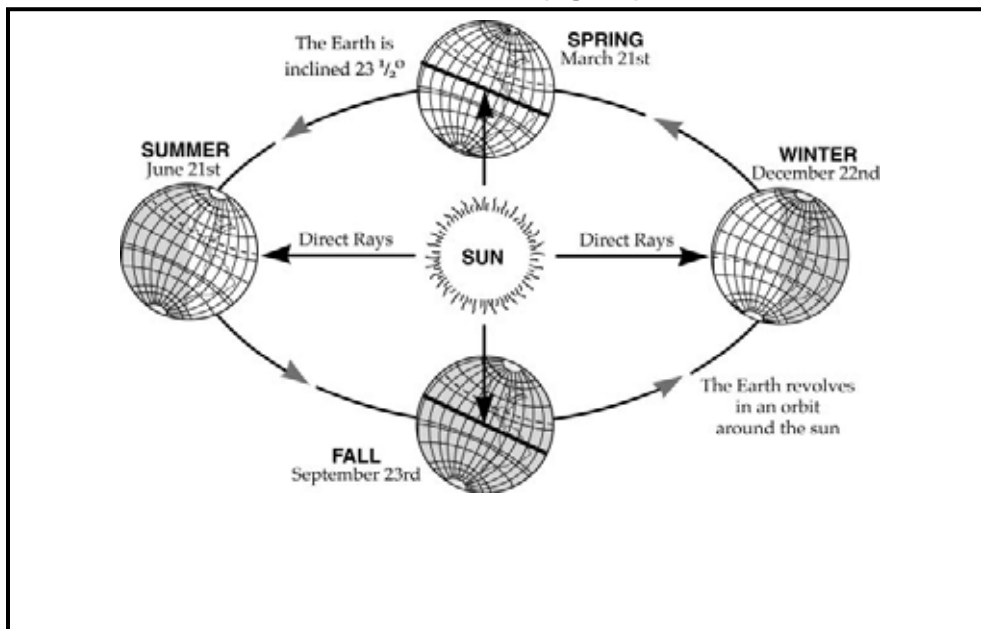 The Earth is
inclined 23 ½°
SPRING
March 21st
SUMMER
June 21st
WINTER
December 22nd
Direct Rays
SUN
Direct Rays
The Earth revolves
in an orbit
around the sun
FALL
September 23rd